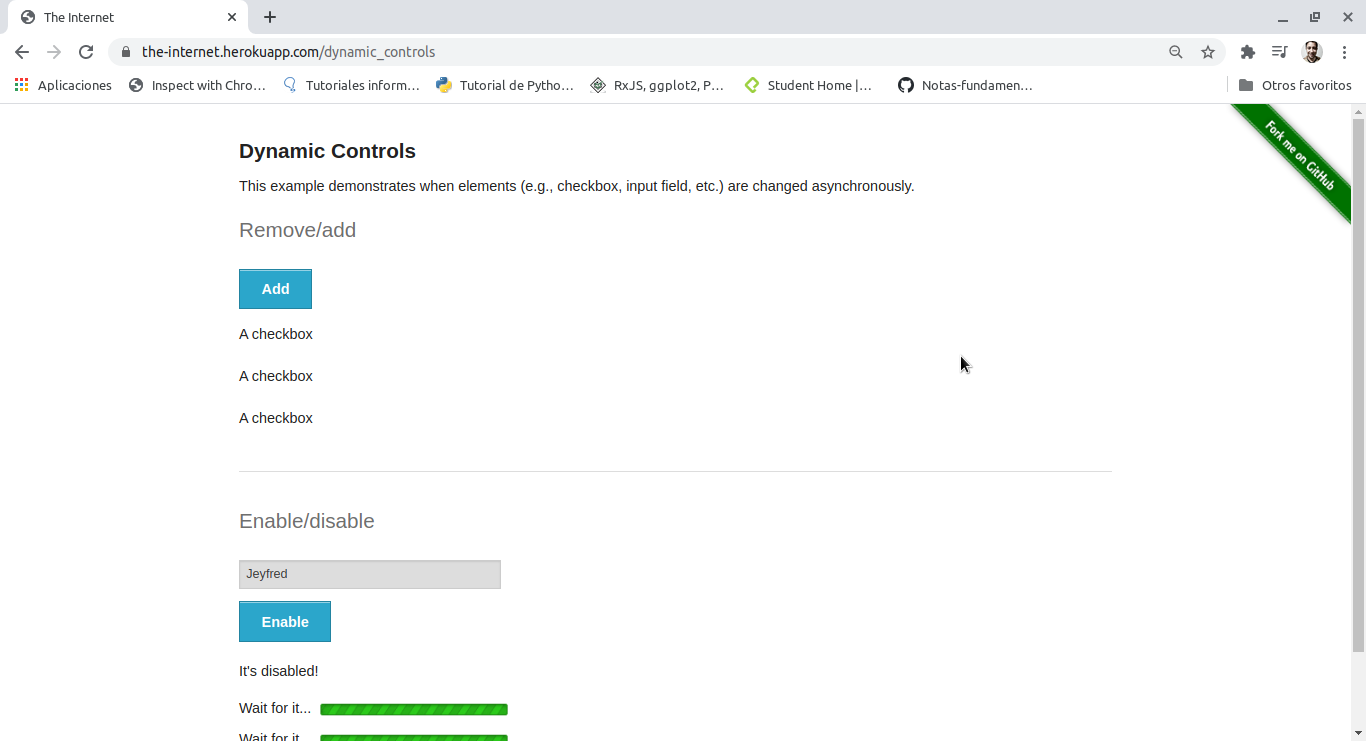 The Internet
the-internet.herokuapp.com/dynamic_controls
Aplicaciones
Inspect with Chro…
Tutoriales inform…
Tutorial de Pytho…
RxJS, ggplot2, P…
Student Home |…
Notas-fundamen…
Otros favoritos
Fork me on GitHub
Dynamic Controls
This example demonstrates when elements (e.g., checkbox, input field, etc.) are changed asynchronously.
Remove/add
Add
A checkbox
A checkbox
A checkbox
Enable/disable
Jeyfred
Enable
It's disabled!
Wait for it...
Wait for it...